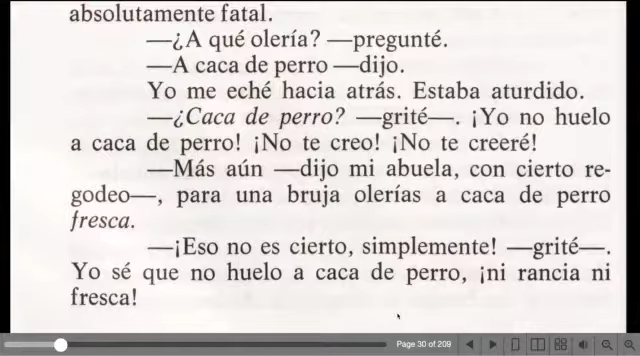 absolutamente fatal.
—¿A qué olería? —pregunté.
—A caca de perro —dijo.
Yo me eché hacia atrás. Estaba aturdido.
—¿Caca de perro? —grité—. ¡Yo no huelo
a caca de perro! ¡No te creo! ¡No te creeré!
—Más aún —dijo mi abuela, con cierto re-
godeo—, para una bruja olerías a caca de perro
fresca.
—¡Eso no es cierto, simplemente! —grité—.
Yo sé que no huelo a caca de perro, ¡ni rancia ni
fresca!
Page 30 of 209